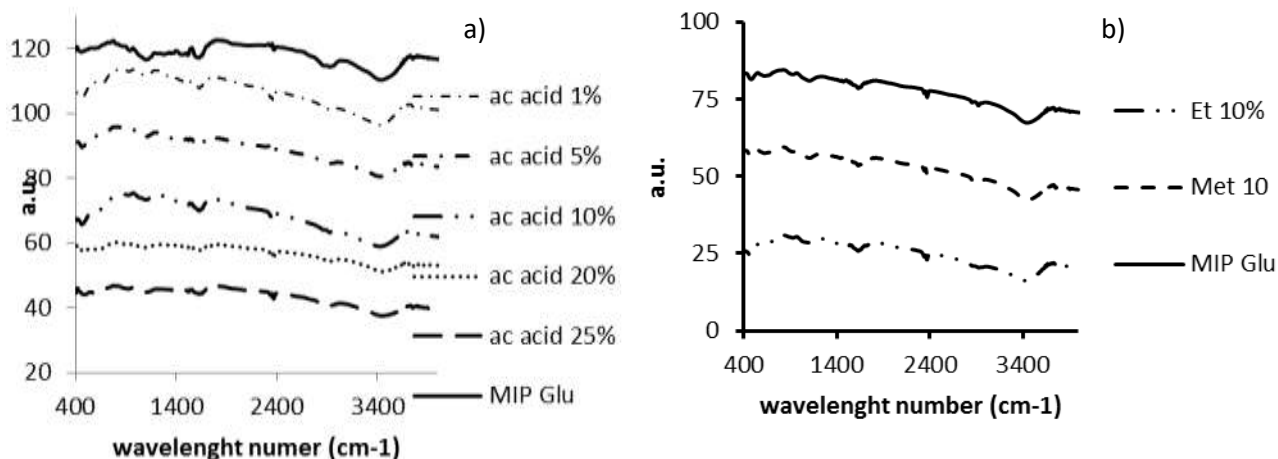 a)
120
100
80
60
40
20
a.u.
400 1400 2400 3400
wavelenght numer (cm-1)
ac acid 1%
ac acid 5%
ac acid 10%
ac acid 20%
ac acid 25%
MIP Glu
b)
100
75
50
25
0
a.u.
400 1400 2400 3400
wavelenght number (cm-1)
Et 10%
Met 10
MIP Glu